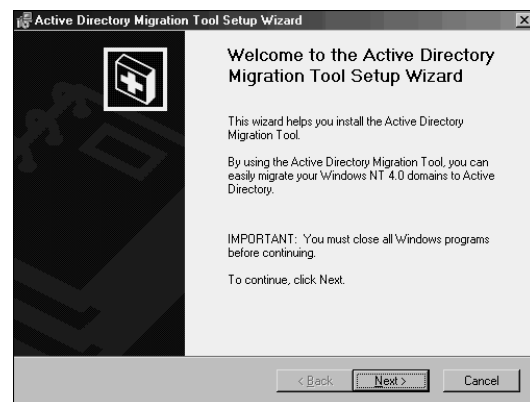 Active Directory Migration Tool Setup Wizard
Welcome to the Active Directory
Migration Tool Setup Wizard
This wizard helps you install the Active Directory
Migration Tool.
By using the Active Directory Migration Tool, you can
easily migrate your Windows NT 4.0 domains to Active
Directory.
IMPORTANT: You must close all Windows programs
before continuing.
To continue, click Next.
< Back
Next >
Cancel